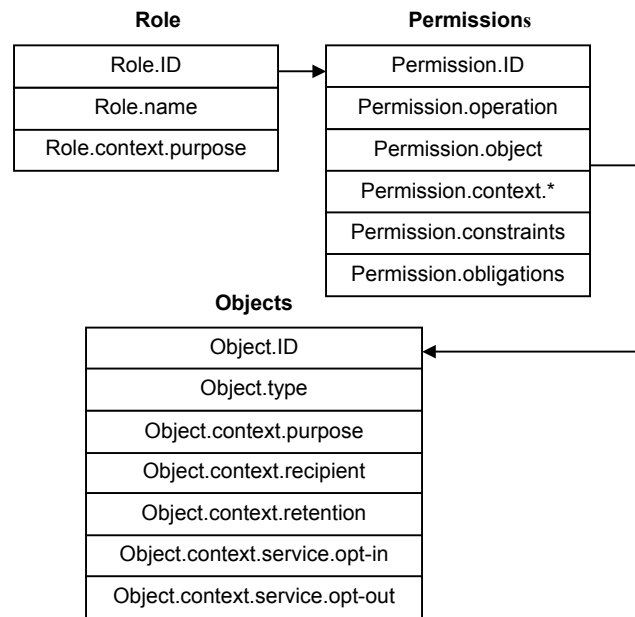 Role
Role.ID
Role.name
Role.context.purpose
Permissions
Permission.ID
Permission.operation
Permission.object
Permission.context.*
Permission.constraints
Permission.obligations
Objects
Object.ID
Object.type
Object.context.purpose
Object.context.recipient
Object.context.retention
Object.context.service.opt-in
Object.context.service.opt-out